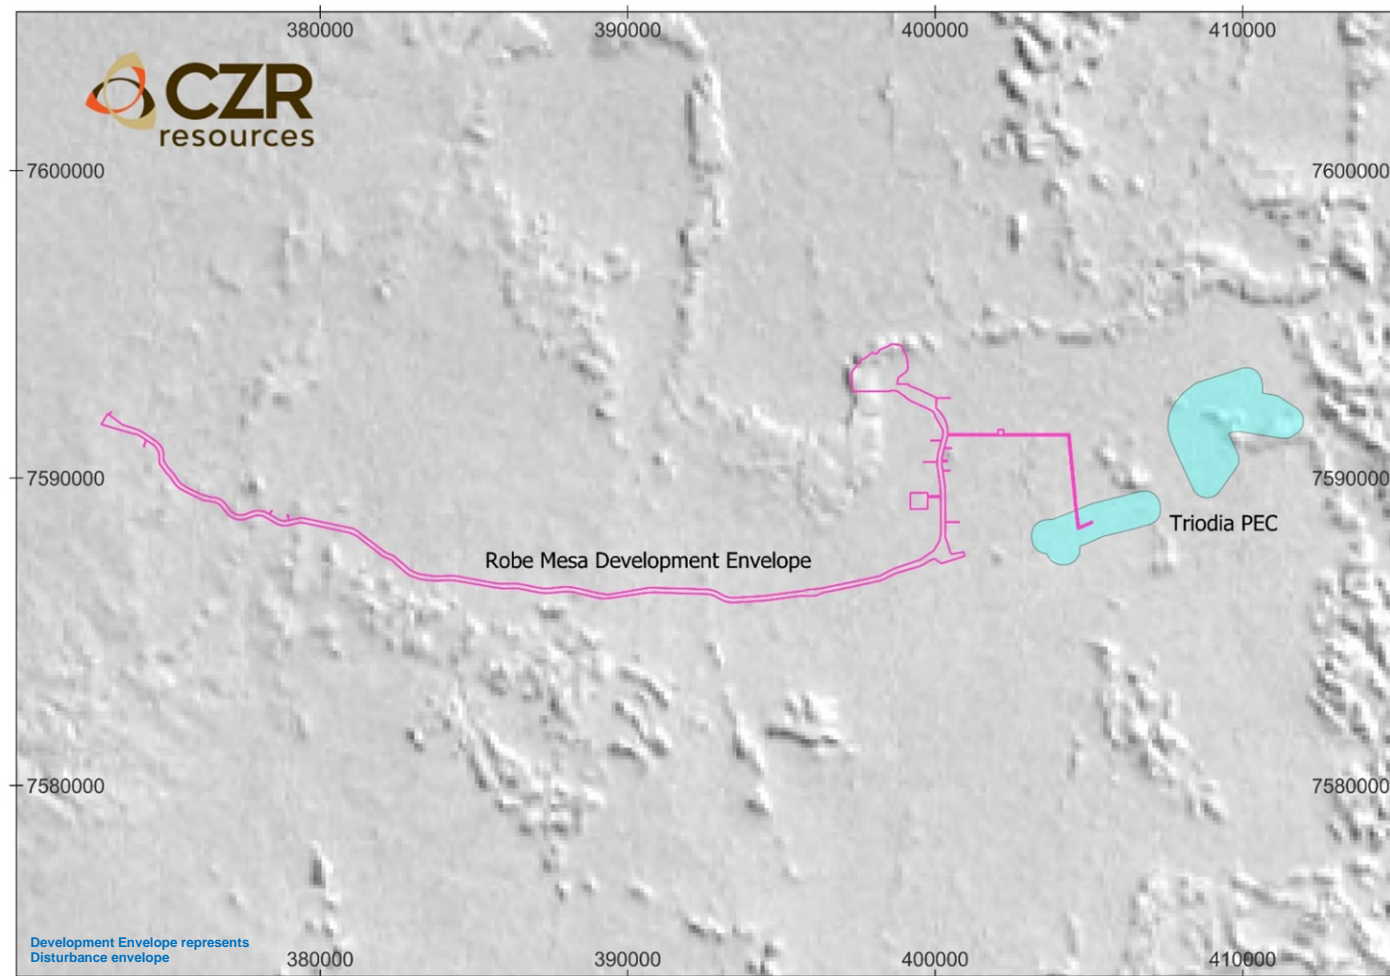 380000 390000 400000 410000
CZR
resources
7600000 7600000
7590000 7590000
Triodia PEC
Robe Mesa Development Envelope
7580000 7580000
Development Envelope represents
Disturbance envelope
380000 390000 400000 410000